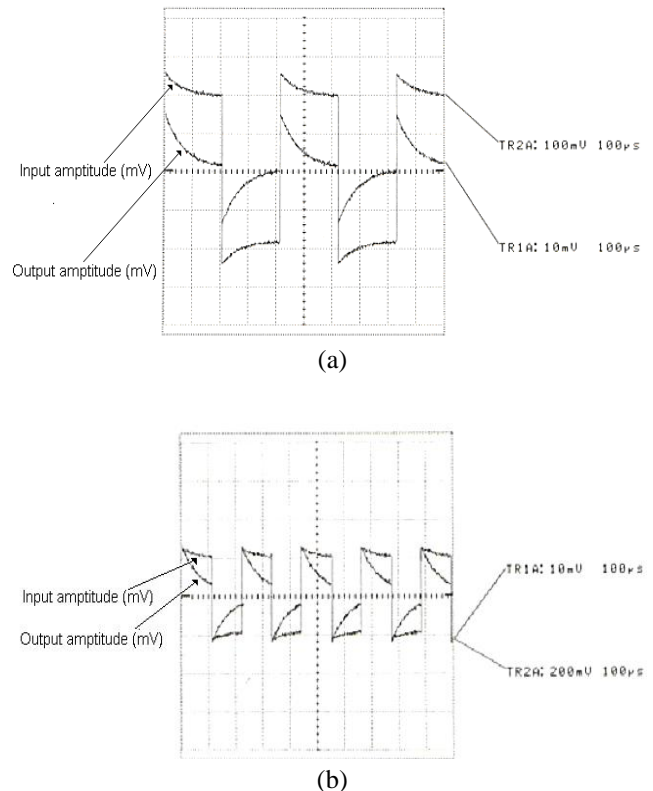 TR2A: 100mV 100µs
Input amptitude (mV)
TR1A: 10mV 100µs
Output amptitude (mV)
(a)
TR1A: 10mV 100µs
Input amptitude (mV)
Output amptitude (mV)
TR2A: 200mV 100µs
(b)